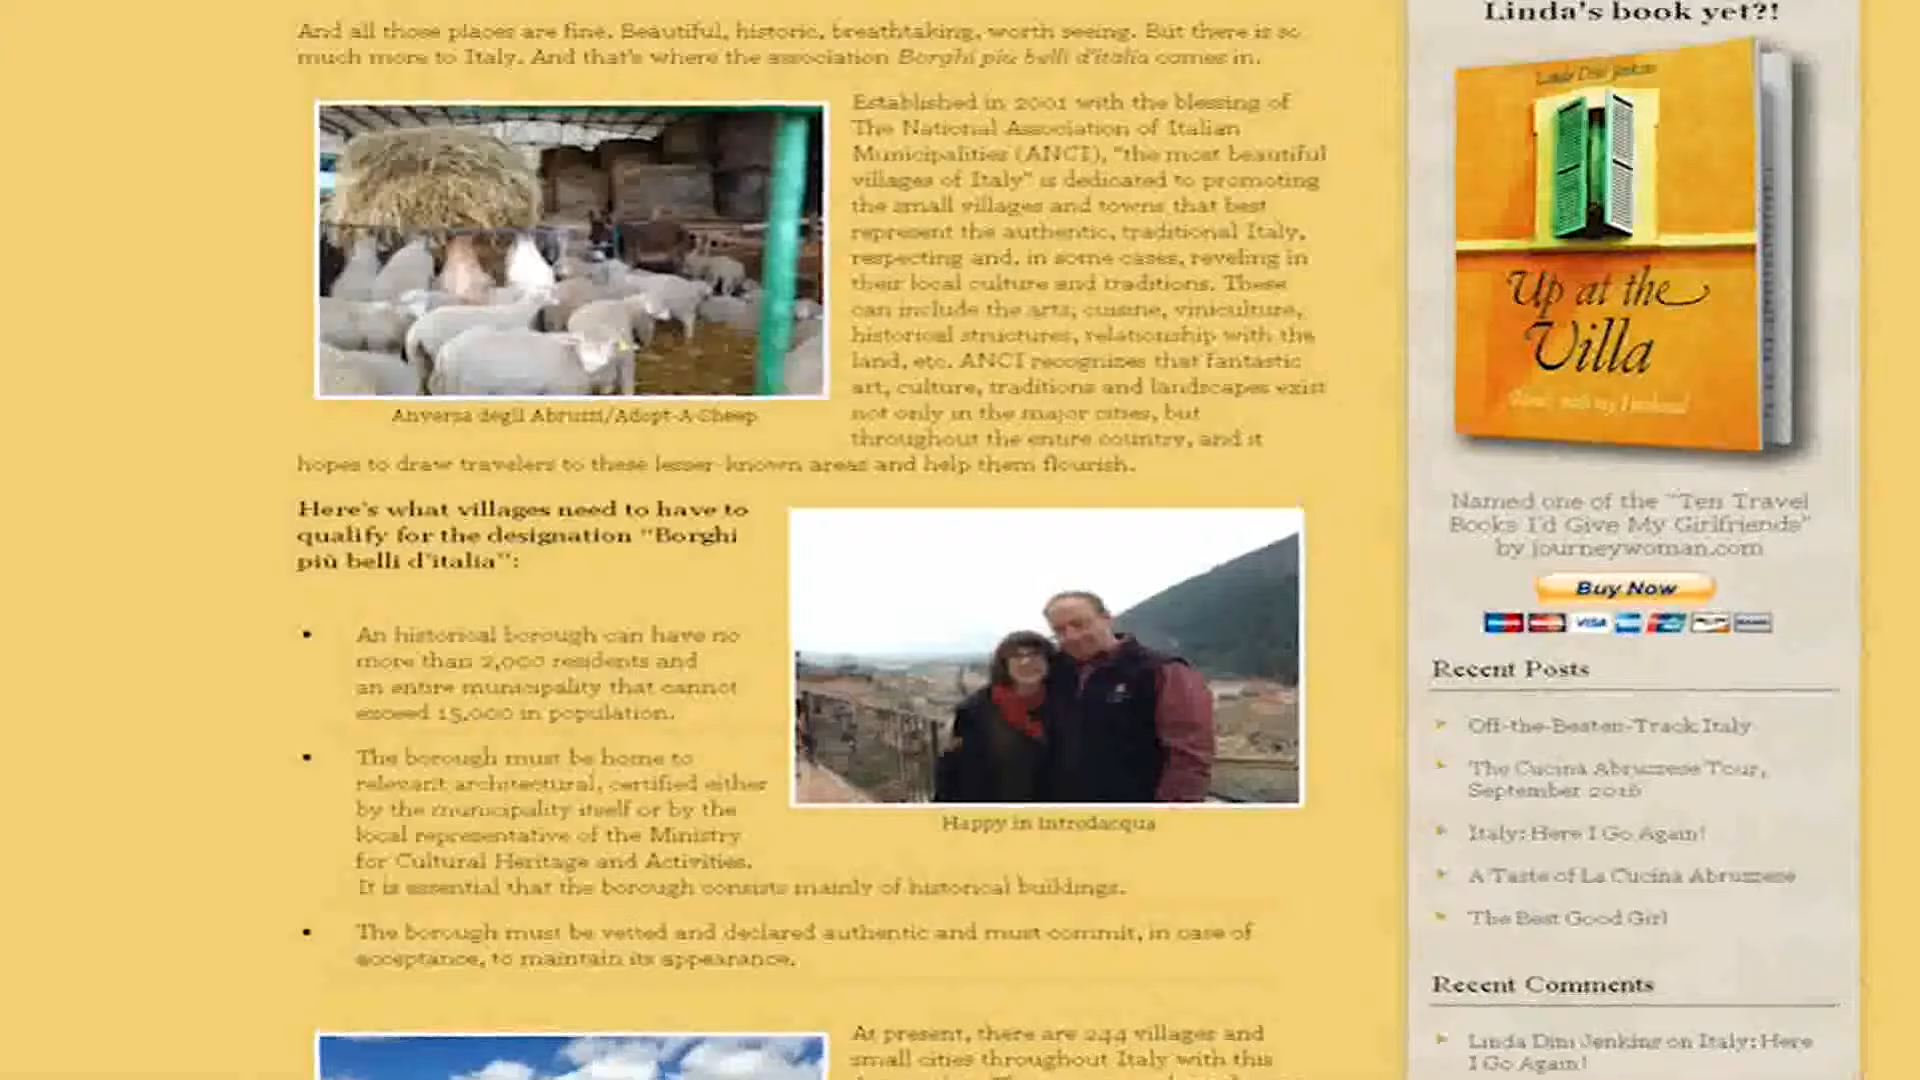 And all those places are fine. Beautiful, historic, breathtaking, worth seeing. But there is so
much more to Italy. And that's where the association Borghi piu belli d'italia comes in.
Established in 2001 with the blessing of
The National Association of Italian
Municipalities (ANCI), "the most beautiful
villages of Italy" is dedicated to promoting
the small villages and towns that best
represent the authentic, traditional Italy,
respecting and, in some cases, reveling in
their local culture and traditions. These
can include the arts, cuisine, viniculture,
historical structures, relationship with the
land, etc. ANCI recognizes that fantastic
art, culture, traditions and landscapes exist
not only in the major cities, but
throughout the entire country, and it
hopes to draw travelers to these lesser-known areas and help them flourish.
Anversa degli Abruzzi/Adopt-A-Sheep
Here's what villages need to have to
qualify for the designation "Borghi
più belli d'italia":
• An historical borough can have no
more than 2,000 residents and
an entire municipality that cannot
exceed 15,000 in population.
• The borough must be home to
relevant architectural, certified either
by the municipality itself or by the
local representative of the Ministry
for Cultural Heritage and Activities.
It is essential that the borough consists mainly of historical buildings.
• The borough must be vetted and declared authentic and must commit, in case of
acceptance, to maintain its appearance.
Happy in Introdacqua
At present, there are 244 villages and
small cities throughout Italy with this
Linda's book yet?!
Linda Dini Jenkins
Up at the
Villa
Named one of the "Ten Travel
Books I'd Give My Girlfriends"
by journeywoman.com
Buy Now
VISA
Recent Posts
Off-the-Beaten-Track Italy
The Cucina Abruzzese Tour,
September 2016
Italy: Here I Go Again!
A Taste of La Cucina Abruzzese
The Best Good Girl
Recent Comments
Linda Dini Jenkins on Italy: Here
I Go Again!